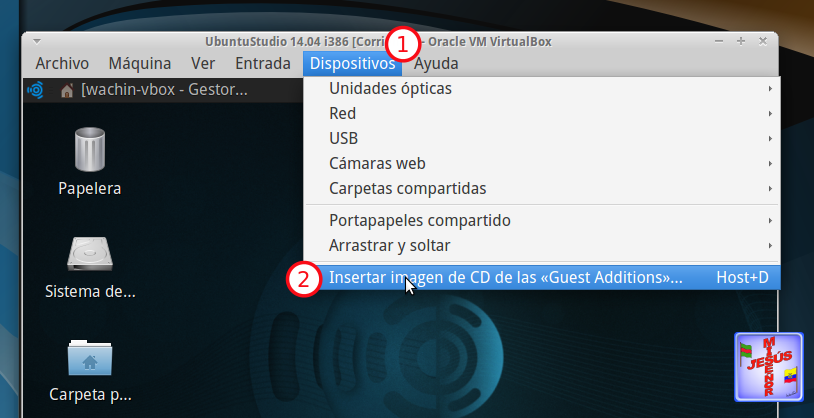 UbuntuStudio 14.04 i386 [Corri 1 - Oracle VM VirtualBox
Archivo Máquina Ver Entrada Dispositivos Ayuda
[wachin-vbox - Gestor...
Unidades ópticas
Red
USB
Cámaras web
Carpetas compartidas
Portapapeles compartido
Arrastrar y soltar
2 Insertar imagen de CD de las «Guest Additions»... Host+D
Papelera
Sistema de...
Carpeta p...
MI SEÑOR
JESÚS